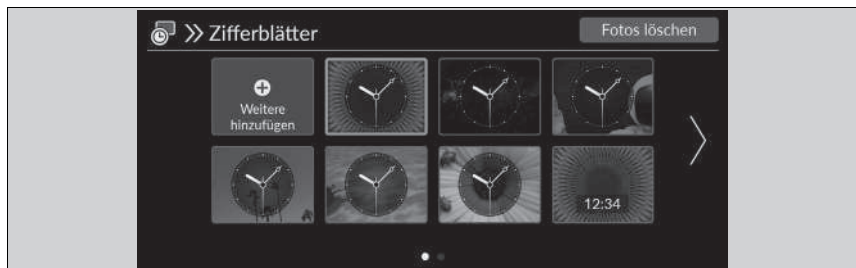 Zifferblätter
Fotos löschen
Weitere
hinzufügen
12:34